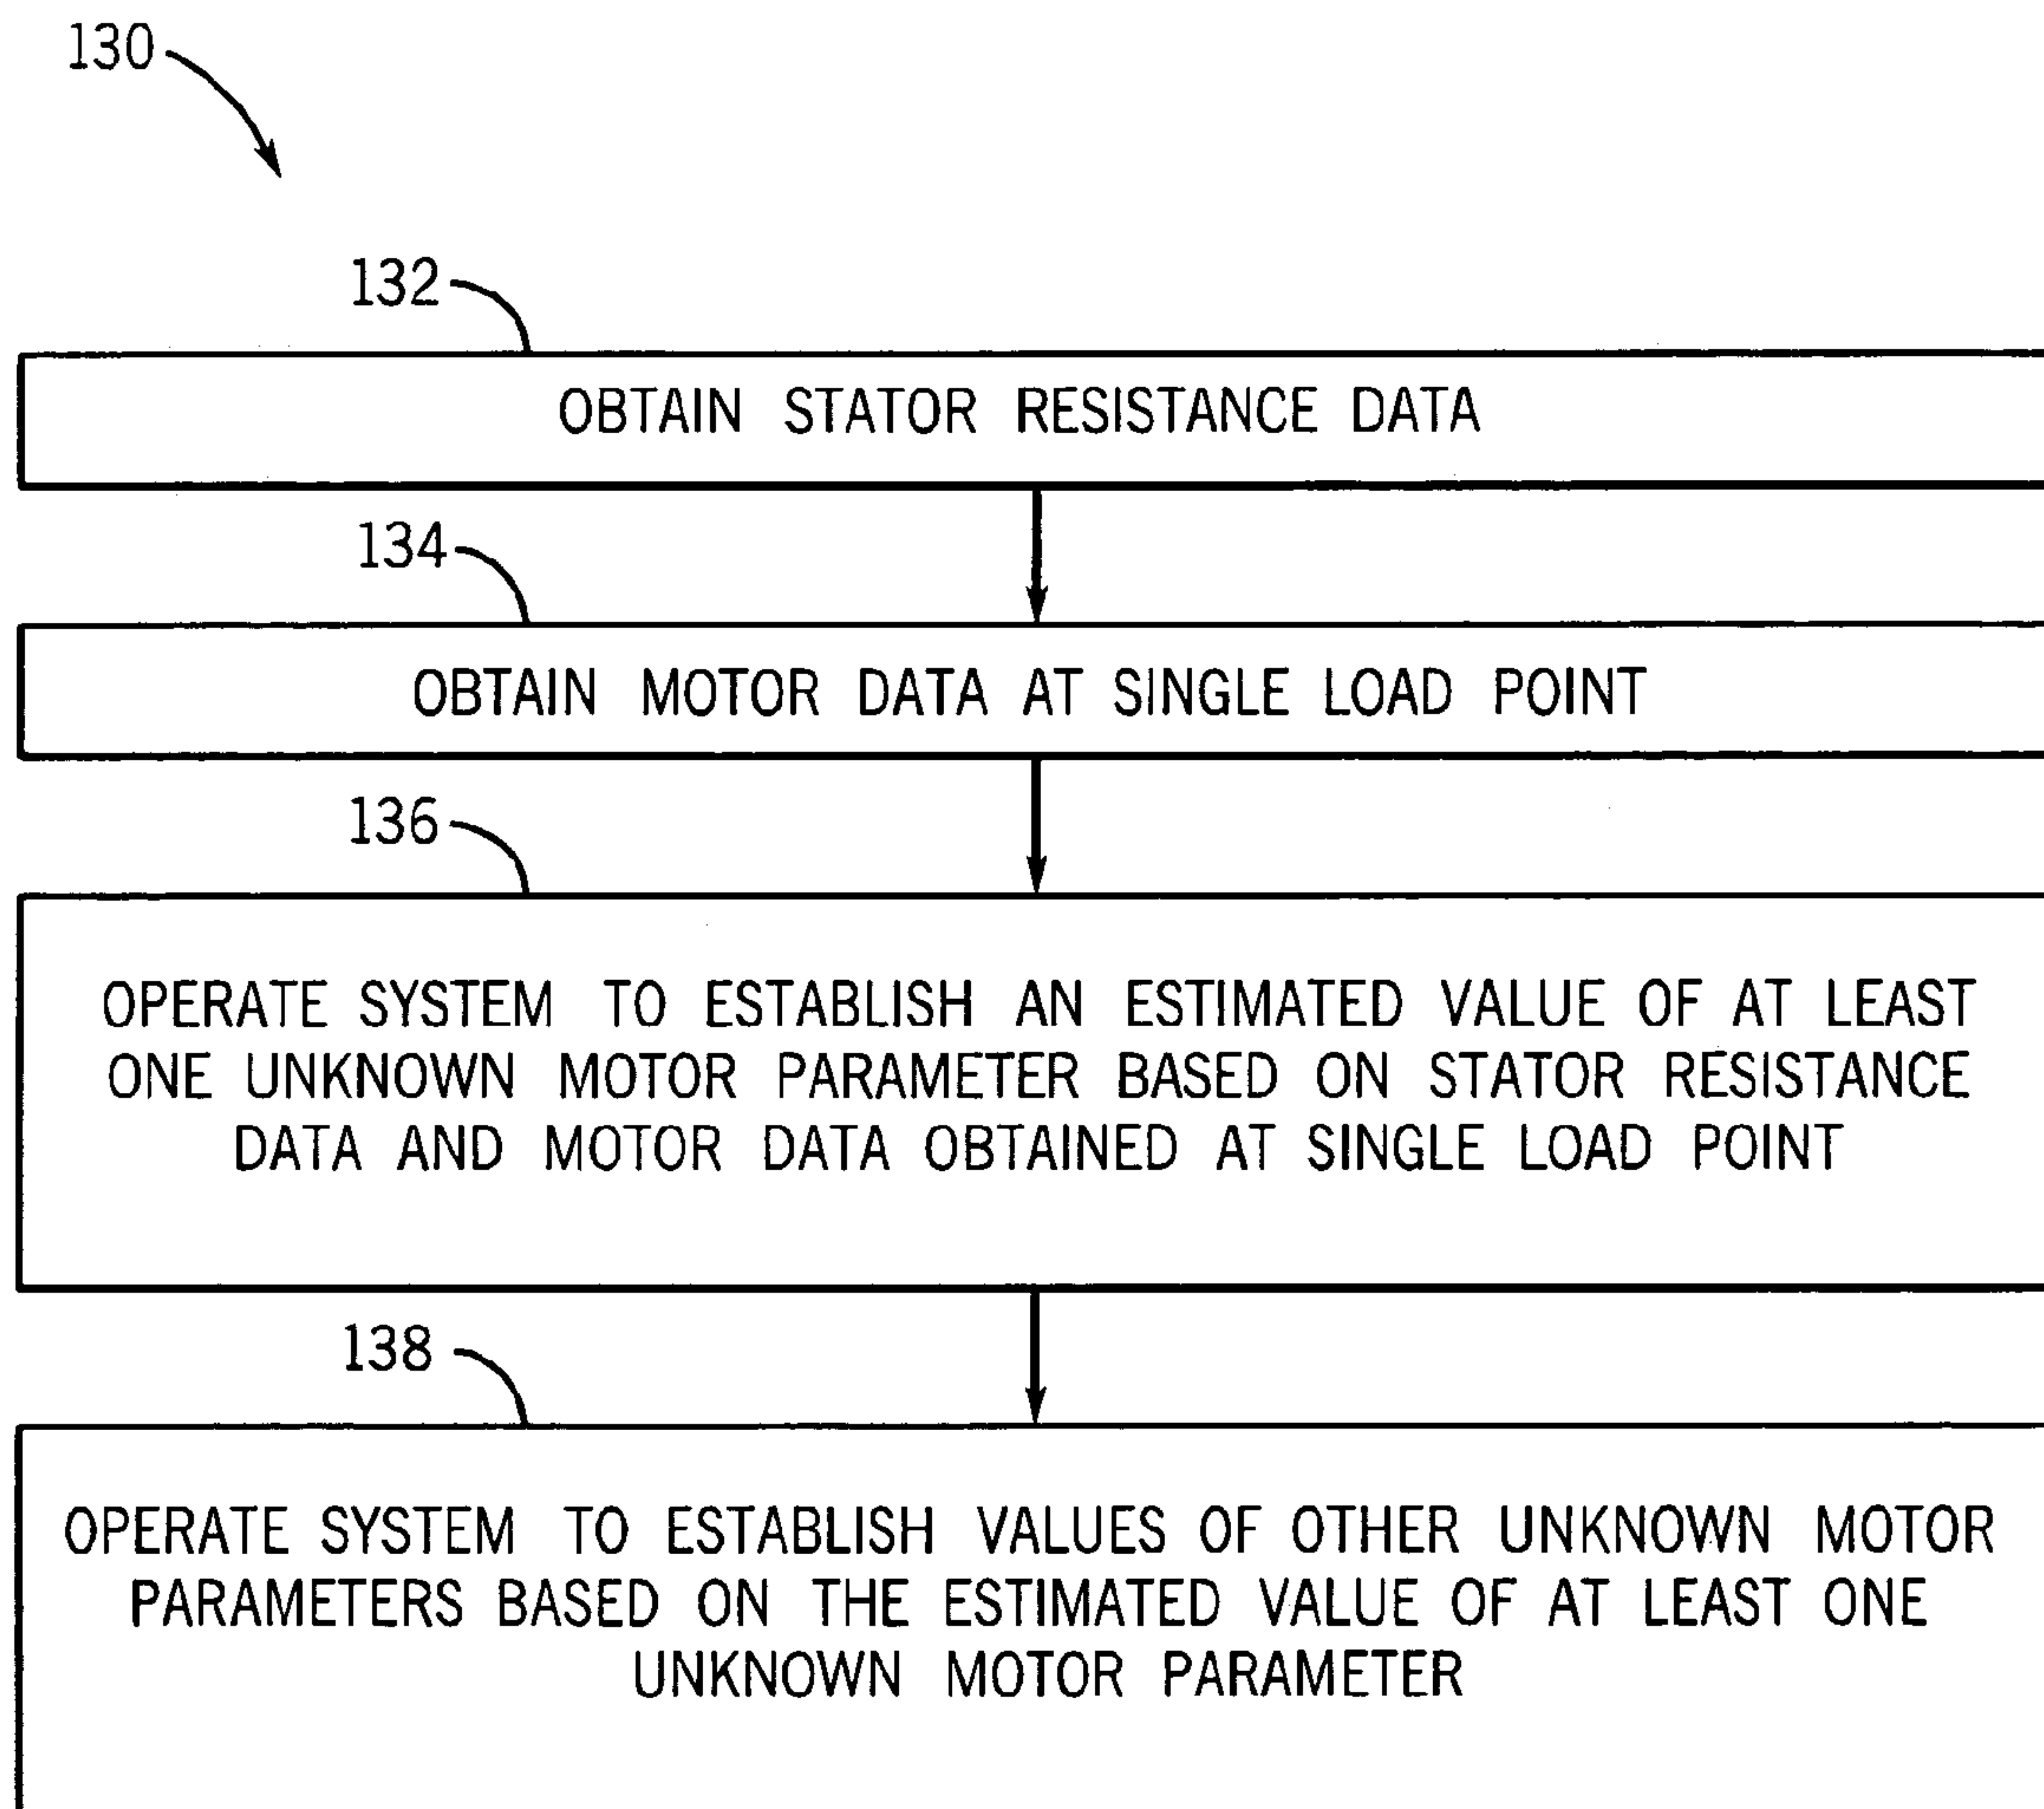 130
132
OBTAIN STATOR RESISTANCE DATA
134
OBTAIN MOTOR DATA AT SINGLE LOAD POINT
136
OPERATE SYSTEM TO ESTABLISH AN ESTIMATED VALUE OF AT LEAST
ONE UNKNOWN MOTOR PARAMETER BASED ON STATOR RESISTANCE
DATA AND MOTOR DATA OBTAINED AT SINGLE LOAD POINT
138
OPERATE SYSTEM TO ESTABLISH VALUES OF OTHER UNKNOWN MOTOR
PARAMETERS BASED ON THE ESTIMATED VALUE OF AT LEAST ONE
UNKNOWN MOTOR PARAMETER